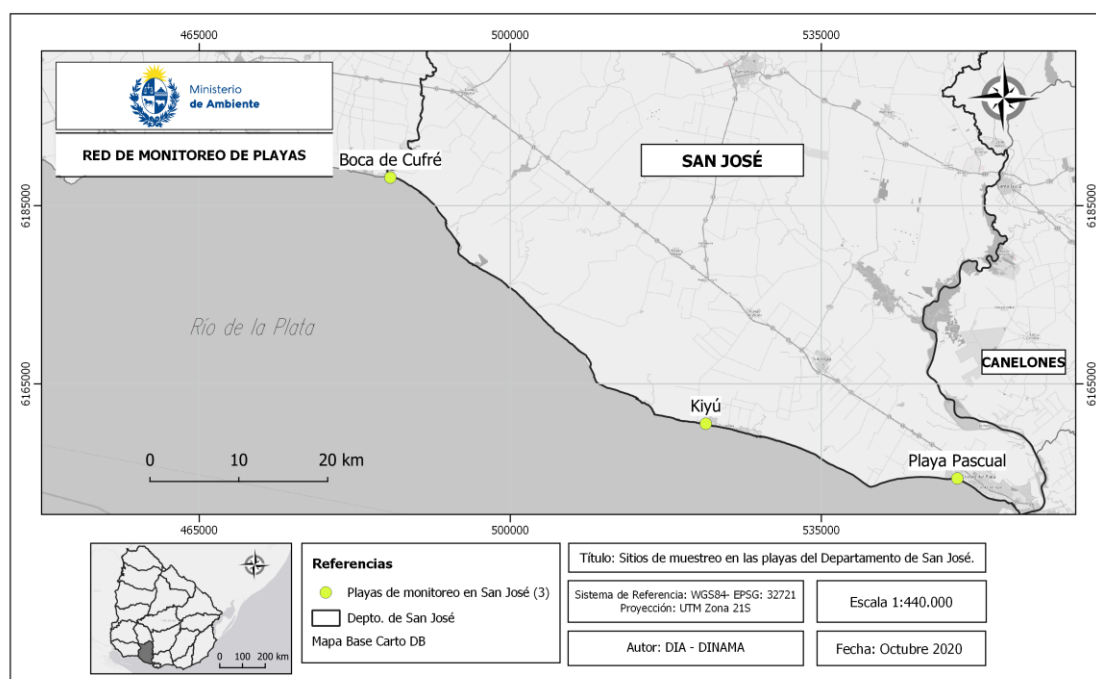 465000
500000
535000
Ministerio
de Ambiente
RED DE MONITOREO DE PLAYAS
Boca de Cufré
SAN JOSÉ
6185000
6185000
Río de la Plata
CANELONES
6165000
6165000
Kiyú
Playa Pascual
0 10 20 km
465000
500000
535000
Referencias
Playas de monitoreo en San José (3)
Depto. de San José
Mapa Base Carto DB
0 100 200 km
Título: Sitios de muestreo en las playas del Departamento de San José.
Sistema de Referencia: WGS84- EPSG: 32721
Proyección: UTM Zona 21S
Escala 1:440.000
Autor: DIA - DINAMA
Fecha: Octubre 2020